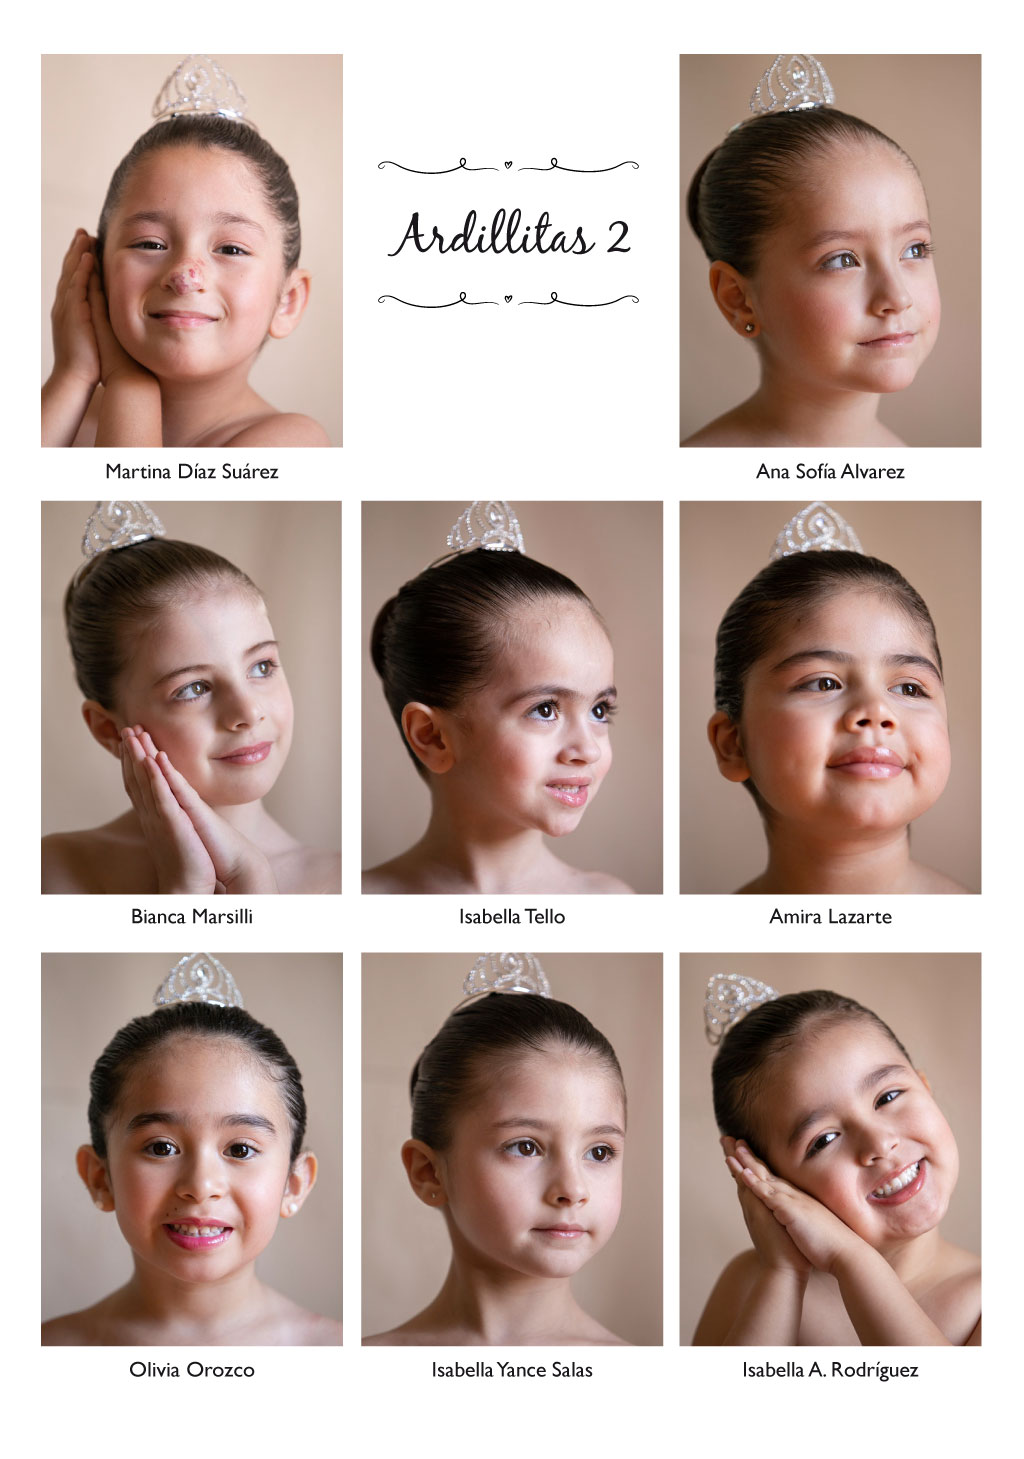 Ardillitas 2
Martina Díaz Suárez
Ana Sofía Alvarez
Bianca Marsilli
Isabella Tello
Amira Lazarte
Olivia Orozco
Isabella Yance Salas
Isabella A. Rodríguez